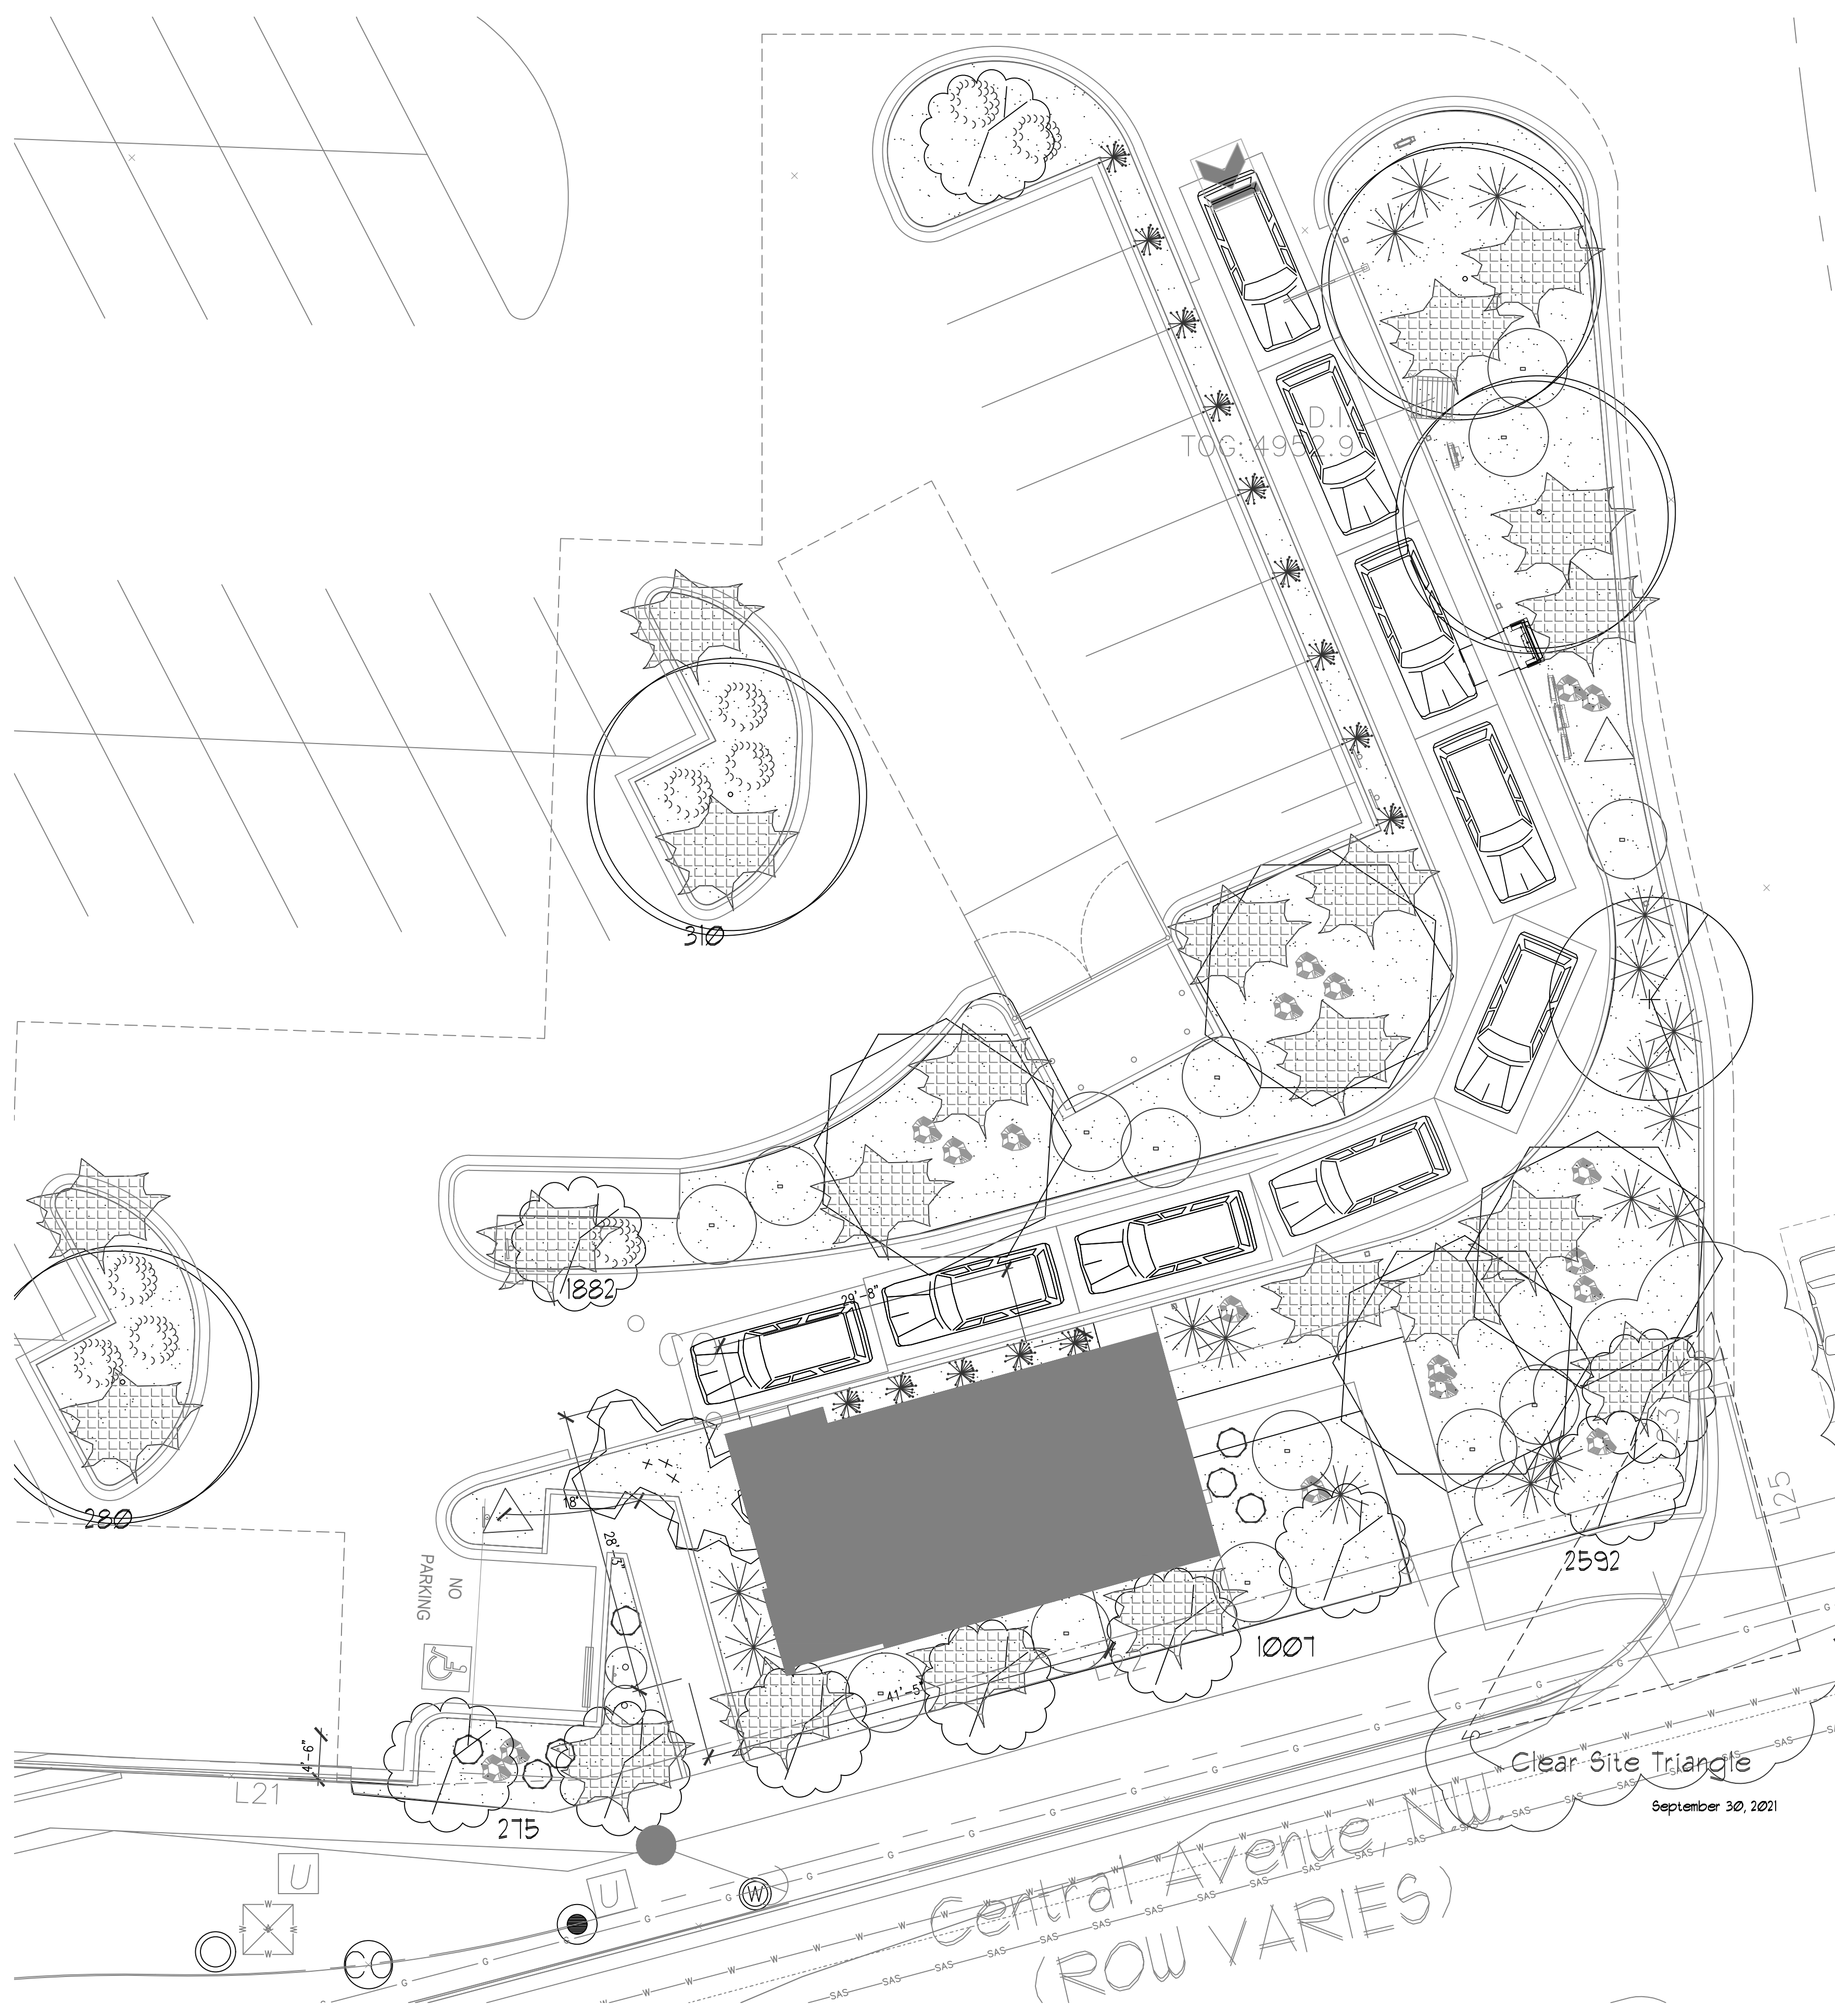 D.I.
TOG: 4952.9
310
1882
29'-8"
18"
28'-5"
NO
PARKING
280
2592
L25
1007
41'-5"
4'-6"
L21
275
Clear Site Triangle
September 30, 2021
U
U
W
CO
G
W
SAS
Central Avenue, NW.
(ROW VARIES)